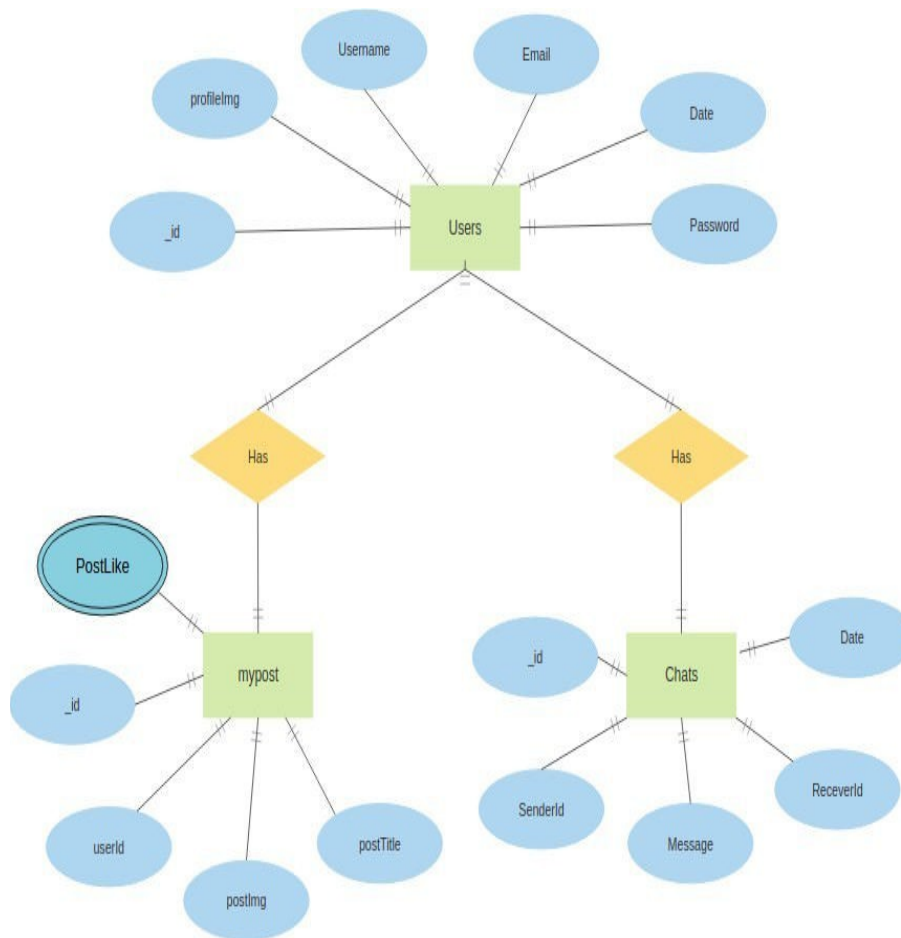 Username
Email
profileImg
Date
_id
Users
Password
Has
Has
PostLike
mypost
_id
Chats
Date
_id
userId
postImg
postTitle
SenderId
Message
ReceverId